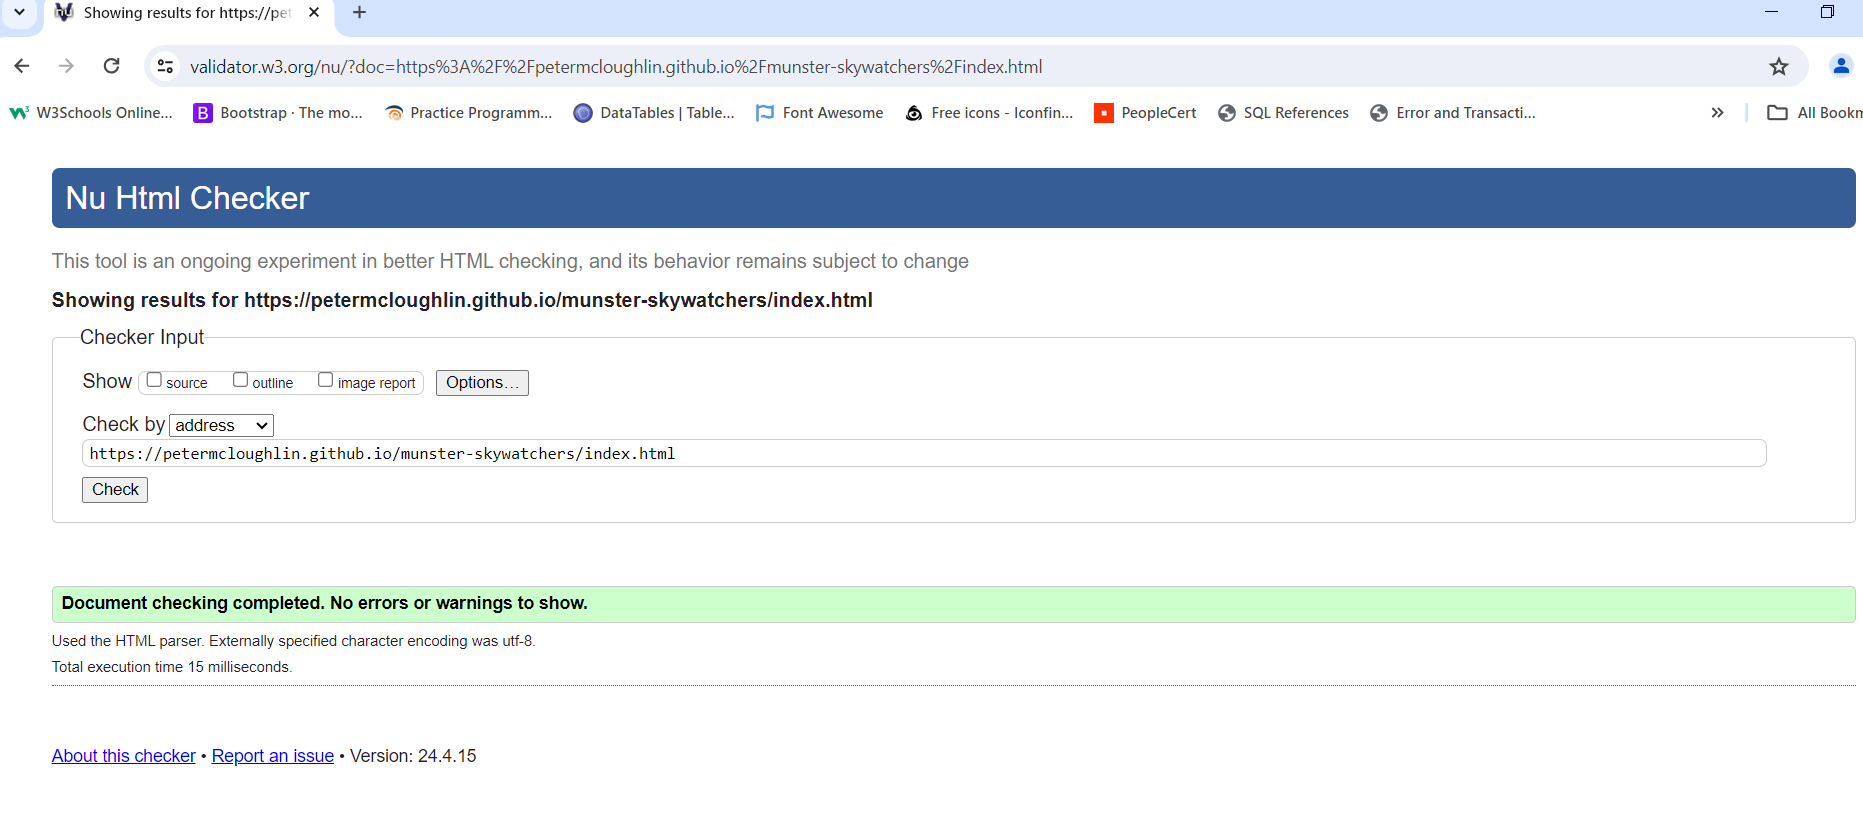 Showing results for https://pet
validator.w3.org/nu/?doc=https%3A%2F%2Fpetermcloughlin.github.io%2Fmunster-skywatchers%2Findex.html
W3Schools Online... Bootstrap · The mo... Practice Programm... DataTables | Table... Font Awesome Free icons - Iconfin... PeopleCert SQL References Error and Transacti... All Bookm
Nu Html Checker
This tool is an ongoing experiment in better HTML checking, and its behavior remains subject to change
Showing results for https://petermcloughlin.github.io/munster-skywatchers/index.html
Checker Input
Show source outline image report Options...
Check by address
https://petermcloughlin.github.io/munster-skywatchers/index.html
Check
Document checking completed. No errors or warnings to show.
Used the HTML parser. Externally specified character encoding was utf-8.
Total execution time 15 milliseconds.
About this checker • Report an issue • Version: 24.4.15